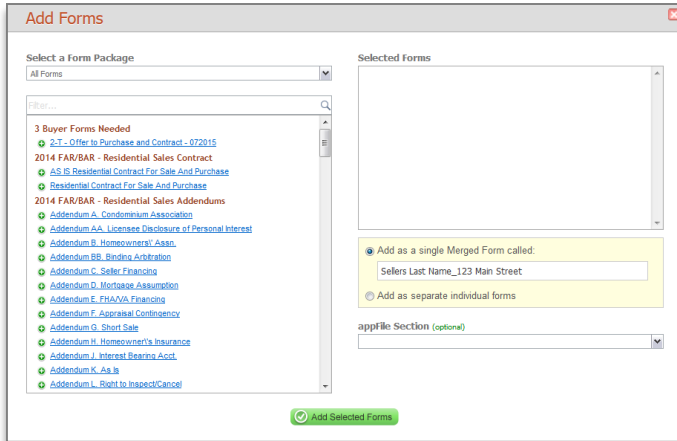 Add Forms
Select a Form Package
All Forms
Filter...
3 Buyer Forms Needed
2-T - Offer to Purchase and Contract - 072015
2014 FAR/BAR - Residential Sales Contract
AS IS Residential Contract For Sale And Purchase
Residential Contract For Sale And Purchase
2014 FAR/BAR - Residential Sales Addendums
Addendum A. Condominium Association
Addendum AA. Licensee Disclosure of Personal Interest
Addendum B. Homeowners\' Assn.
Addendum BB. Binding Arbitration
Addendum C. Seller Financing
Addendum D. Mortgage Assumption
Addendum E. FHA/VA Financing
Addendum F. Appraisal Contingency
Addendum G. Short Sale
Addendum H. Homeowner\'s Insurance
Addendum J. Interest Bearing Acct.
Addendum K. As Is
Addendum L. Right to Inspect/Cancel
Selected Forms
Add as a single Merged Form called:
Sellers Last Name_123 Main Street
Add as separate individual forms
appFile Section (optional)
Add Selected Forms